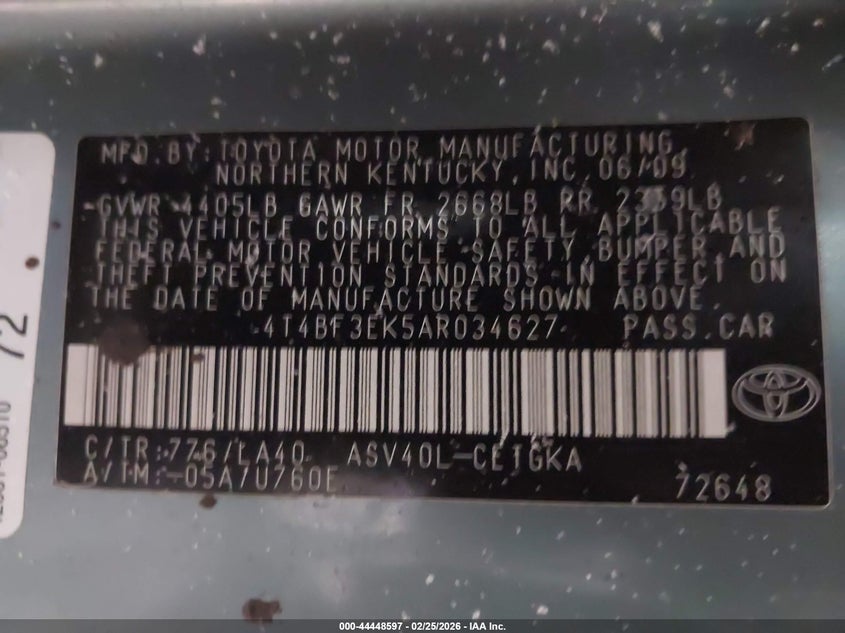 MFD. BY: TOYOTA MOTOR MANUFACTURING,
NORTHERN KENTUCKY, INC. 06/09
GVWR 4405LB GAWR FR 2668LB RR 2359LB
THIS VEHICLE CONFORMS TO ALL APPLICABLE
FEDERAL MOTOR VEHICLE SAFETY, BUMPER, AND
THEFT PREVENTION STANDARDS IN EFFECT ON
THE DATE OF MANUFACTURE SHOWN ABOVE.
4T4BF3EK5AR034627 PASS. CAR
C/TR: 776/LA40 ASV40L-CETGKA
A/TM: -05A/U760E
72648
72
000-44448597 - 02/25/2026 - IAA Inc.